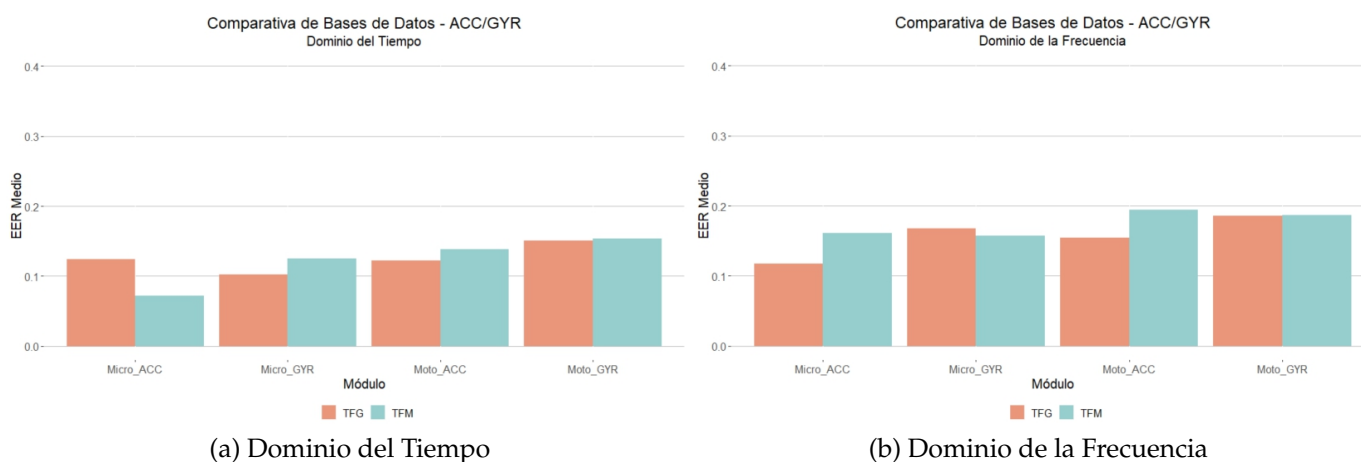 Comparativa de Bases de Datos - ACC/GYR
Dominio del Tiempo
0.4
0.3
0.2
0.1
0.0
EER Medio
Micro_ACC Micro_GYR Moto_ACC Moto_GYR
Módulo
TFG TFM
(a) Dominio del Tiempo
Comparativa de Bases de Datos - ACC/GYR
Dominio de la Frecuencia
0.4
0.3
0.2
0.1
0.0
EER Medio
Micro_ACC Micro_GYR Moto_ACC Moto_GYR
Módulo
TFG TFM
(b) Dominio de la Frecuencia